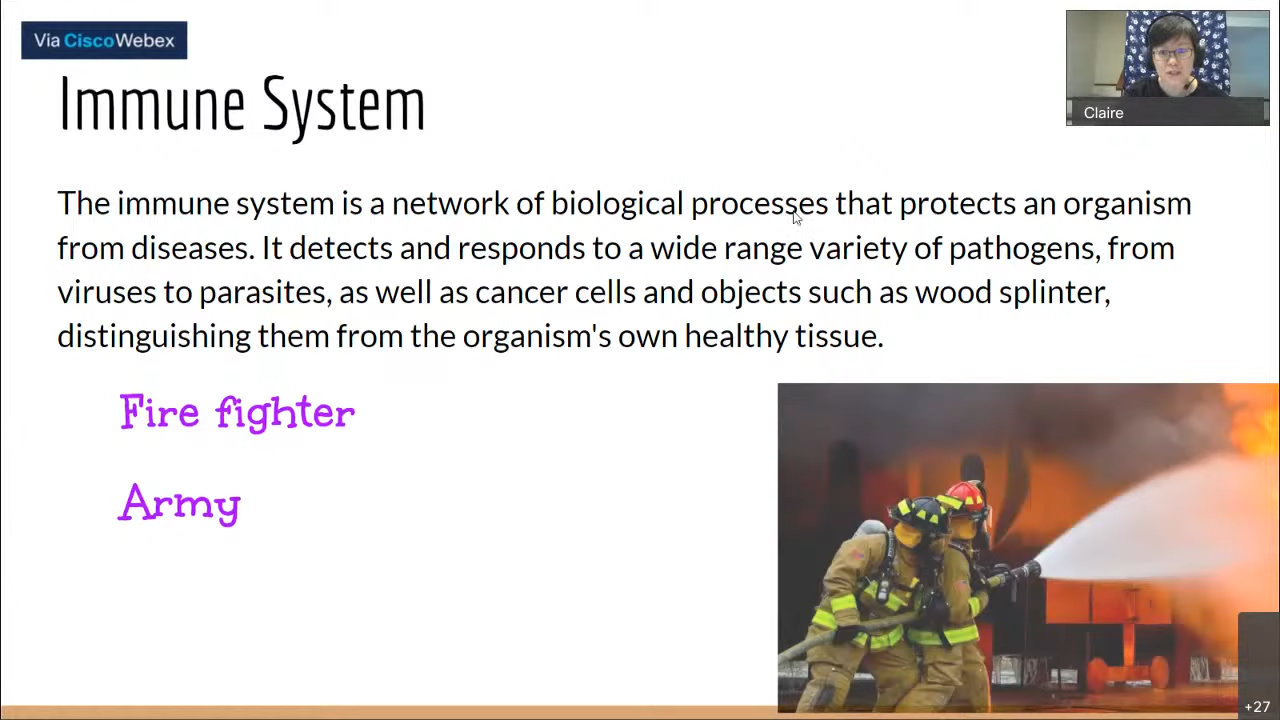 Via Cisco Webex
Claire
Immune System
The immune system is a network of biological processes that protects an organism
from diseases. It detects and responds to a wide range variety of pathogens, from
viruses to parasites, as well as cancer cells and objects such as wood splinter,
distinguishing them from the organism's own healthy tissue.
Fire fighter
Army
+27